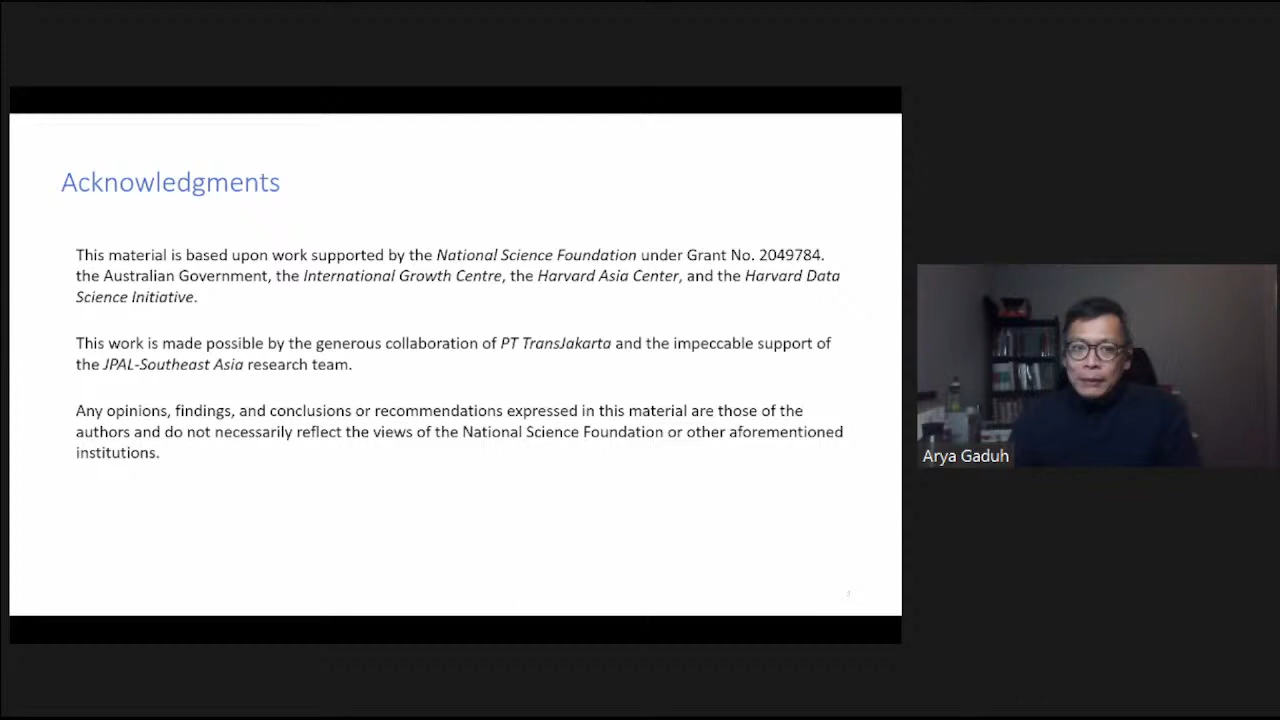 Acknowledgments
This material is based upon work supported by the National Science Foundation under Grant No. 2049784.
the Australian Government, the International Growth Centre, the Harvard Asia Center, and the Harvard Data
Science Initiative.
This work is made possible by the generous collaboration of PT TransJakarta and the impeccable support of
the JPAL-Southeast Asia research team.
Any opinions, findings, and conclusions or recommendations expressed in this material are those of the
authors and do not necessarily reflect the views of the National Science Foundation or other aforementioned
institutions.
Arya Gaduh